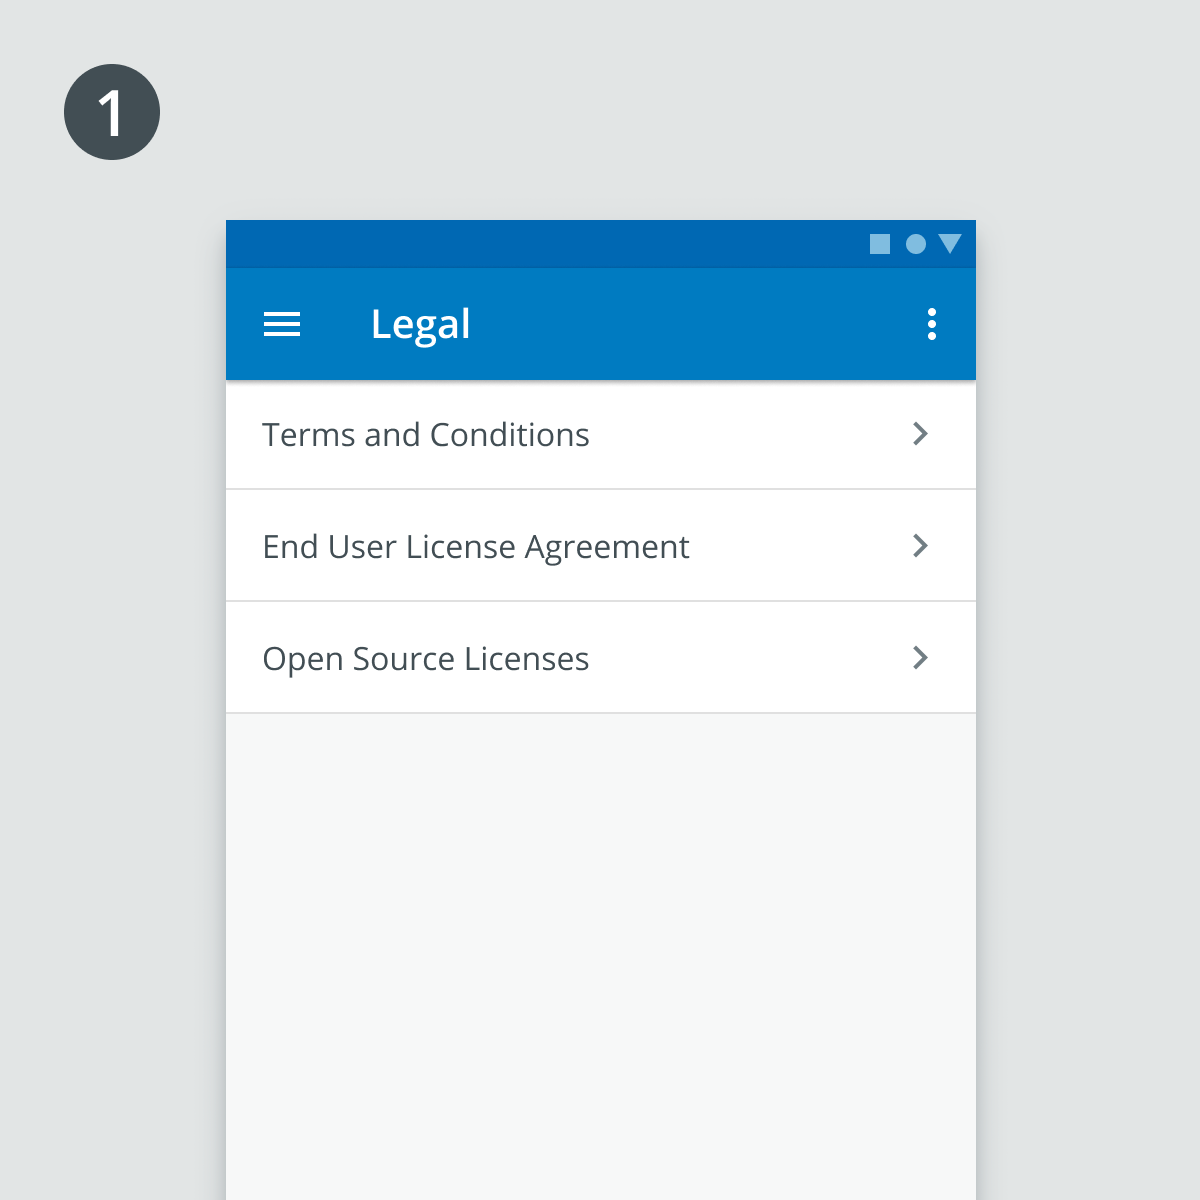 1
Legal
Terms and Conditions
End User License Agreement
Open Source Licenses